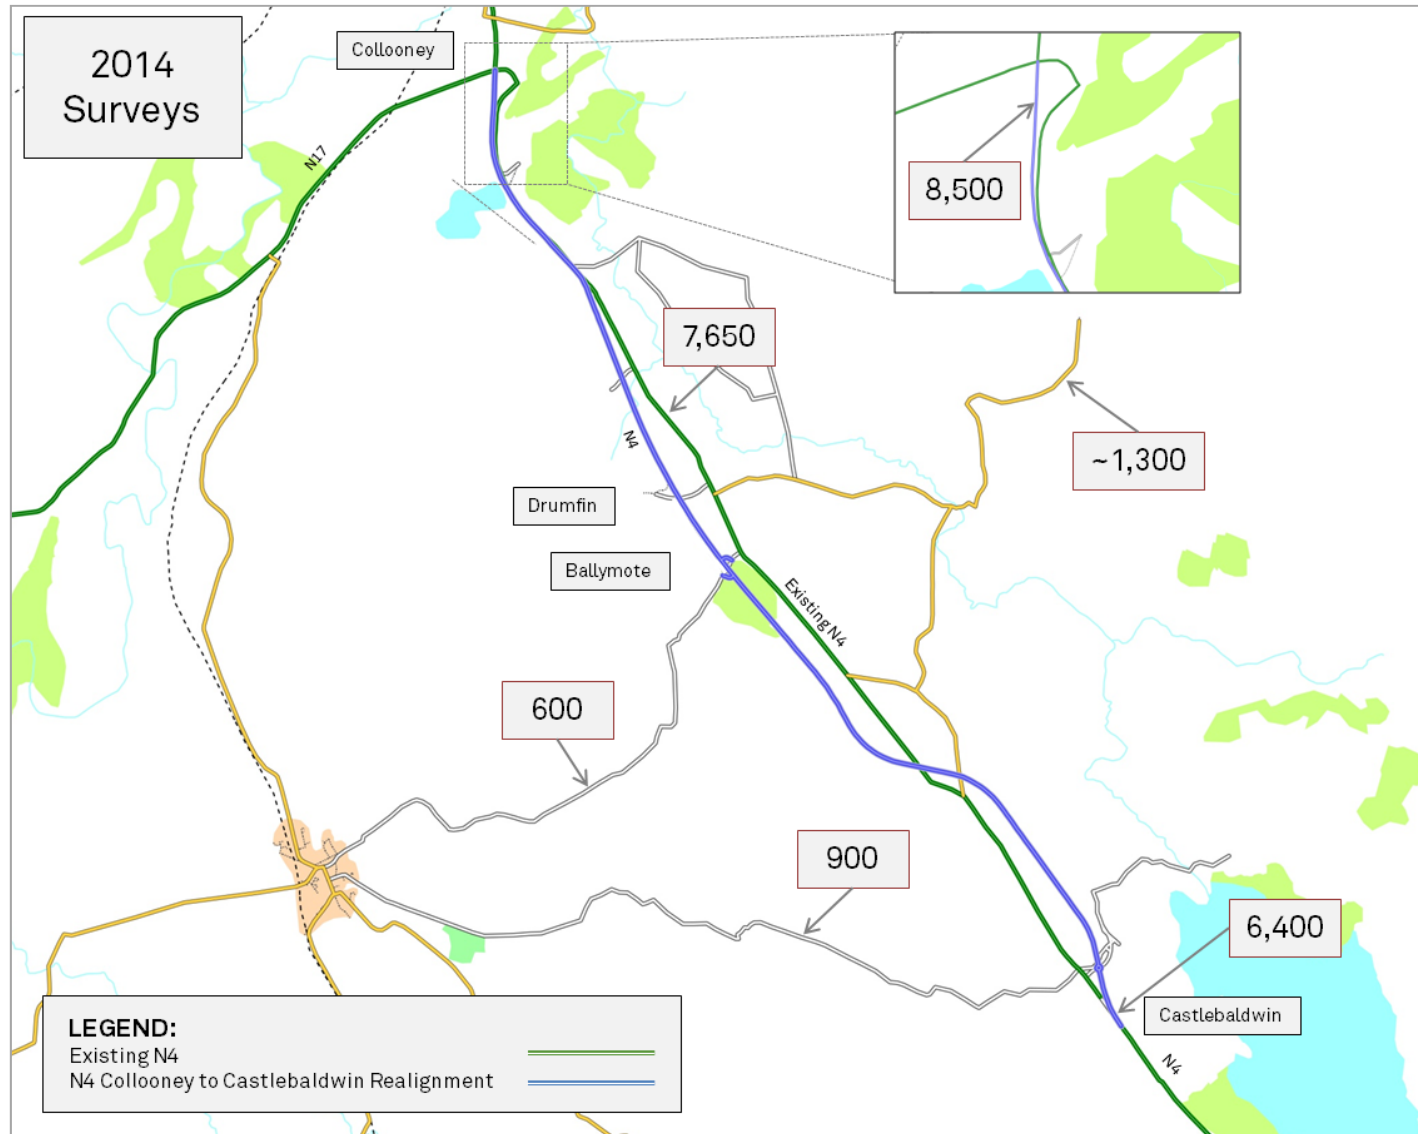 2014
Surveys
Collooney
N17
8,500
7,650
N4
~1,300
Drumfin
Ballymote
Existing N4
600
900
6,400
Castlebaldwin
N4
LEGEND:
Existing N4
N4 Collooney to Castlebaldwin Realignment